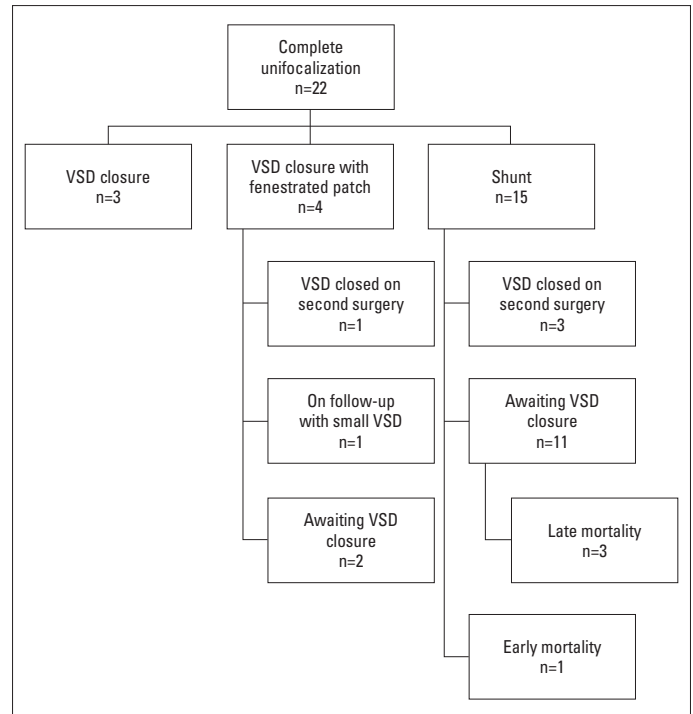 Complete
unifocalization
n=22
VSD closure
n=3
VSD closure with
fenestrated patch
n=4
Shunt
n=15
VSD closed on
second surgery
n=1
On follow-up
with small VSD
n=1
Awaiting VSD
closure
n=2
VSD closed on
second surgery
n=3
Awaiting VSD
closure
n=11
Late mortality
n=3
Early mortality
n=1